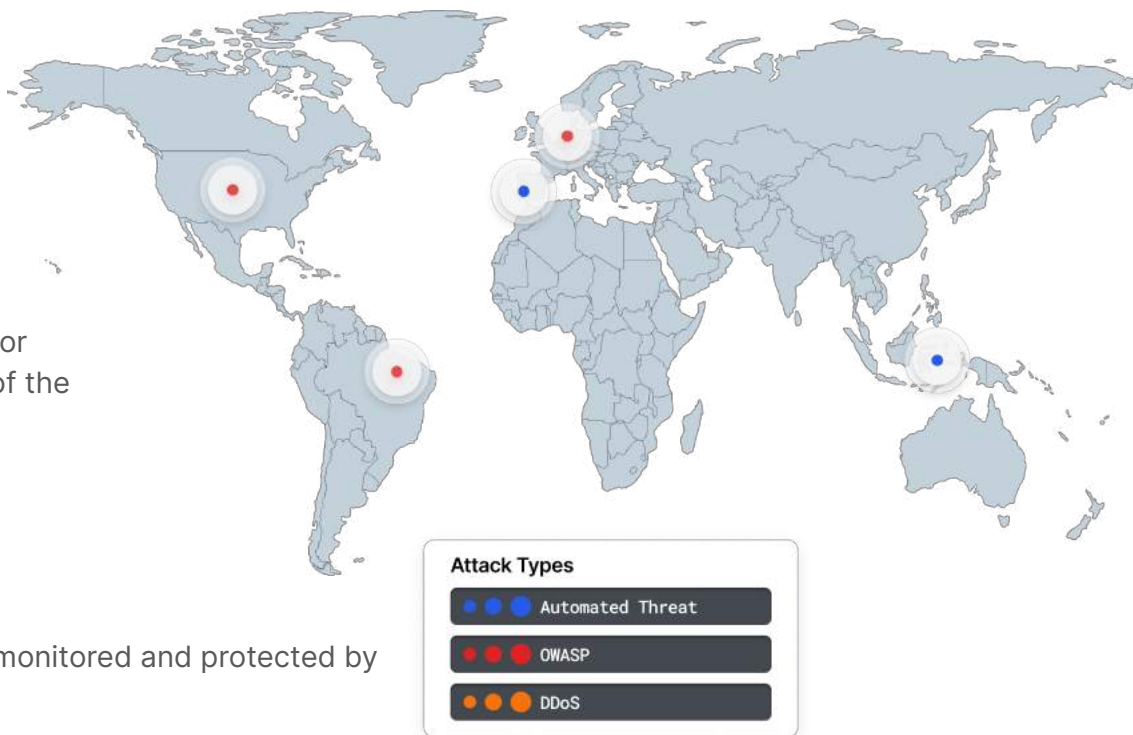 or
of the
Attack Types
Automated Threat
monitored and protected by
OWASP
DDoS